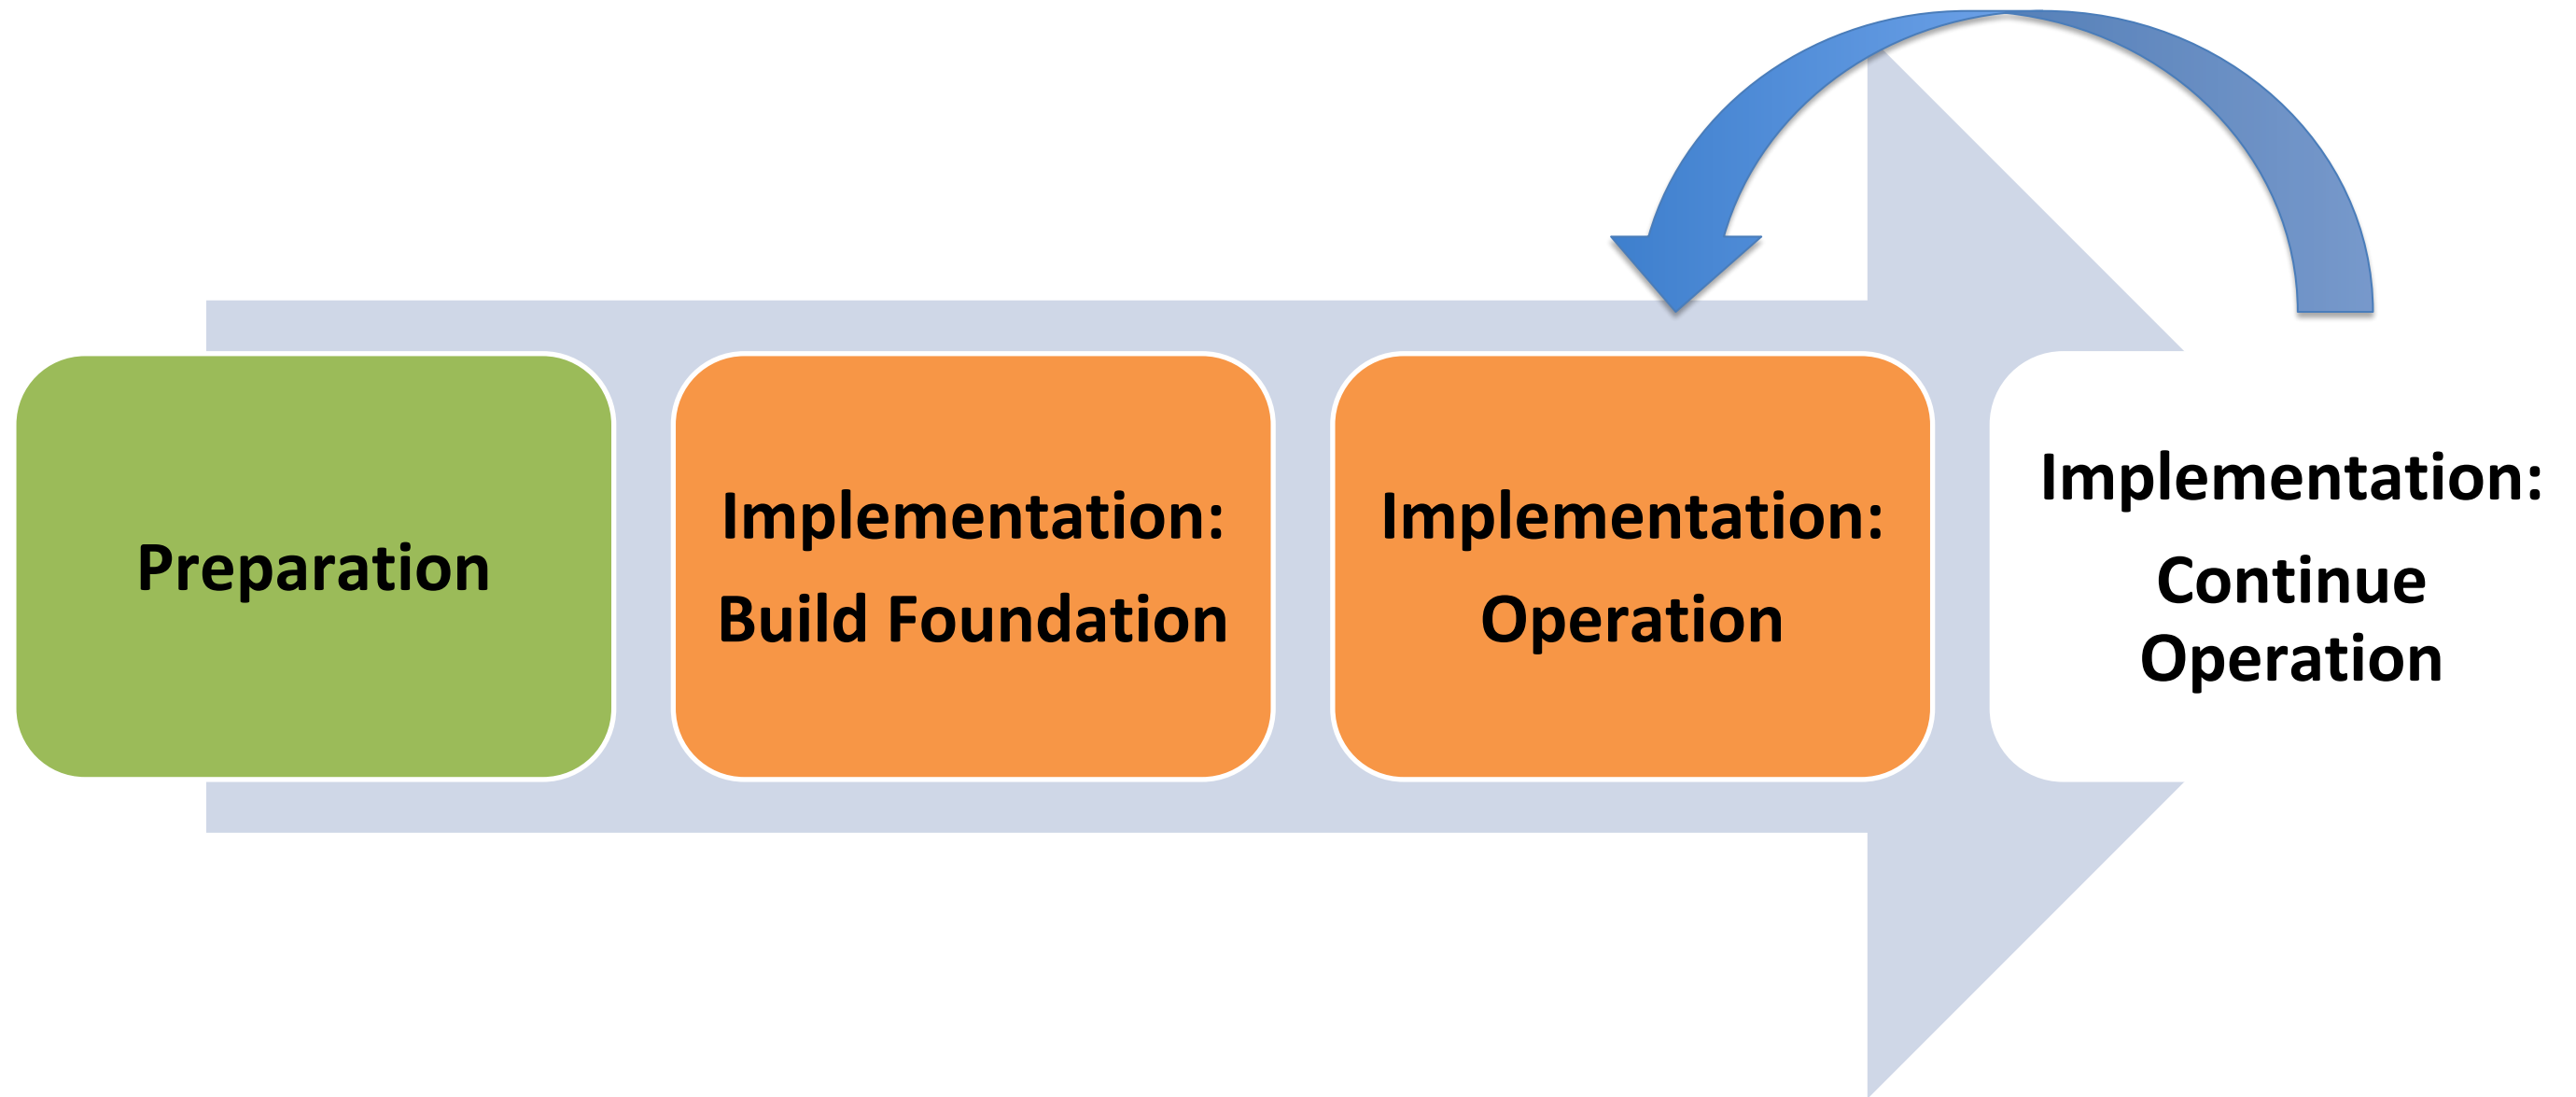 Preparation
Implementation:
Build Foundation
Implementation:
Operation
Implementation:
Continue
Operation